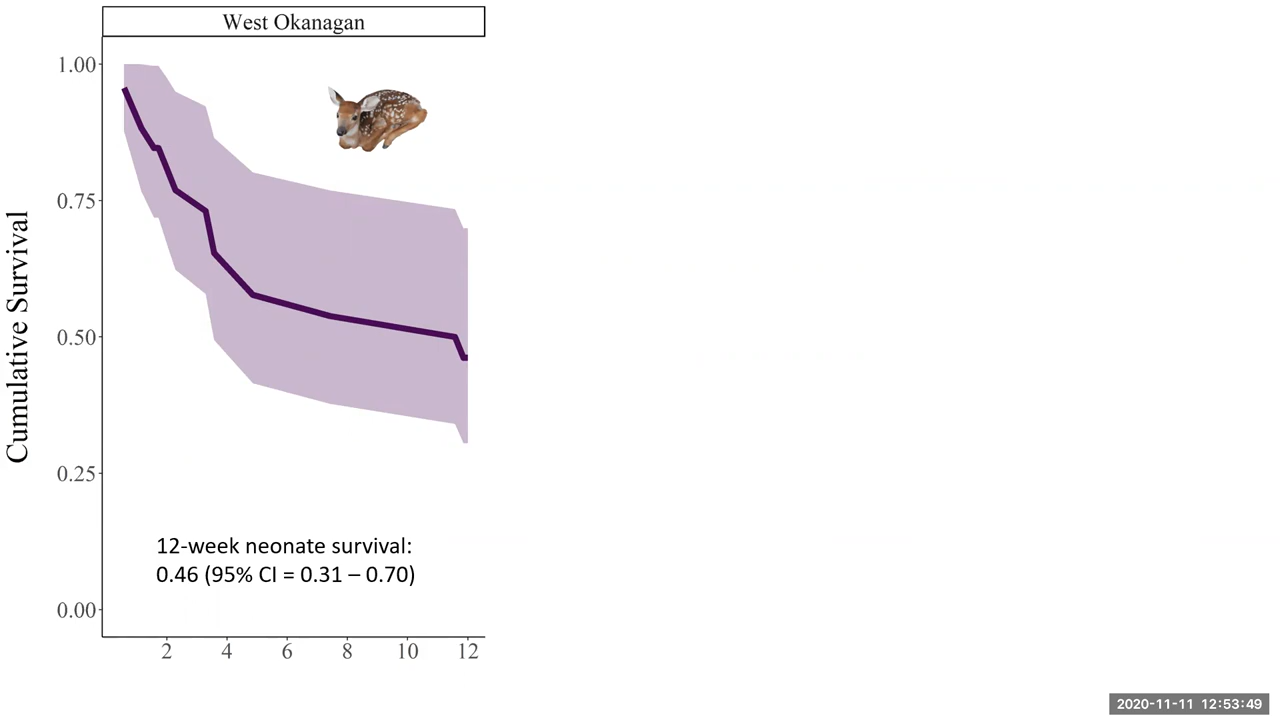 West Okanagan
1.00
0.75
0.50
0.25
0.00
Cumulative Survival
12-week neonate survival:
0.46 (95% CI = 0.31 – 0.70)
2 4 6 8 10 12
2020-11-11 12:53:49